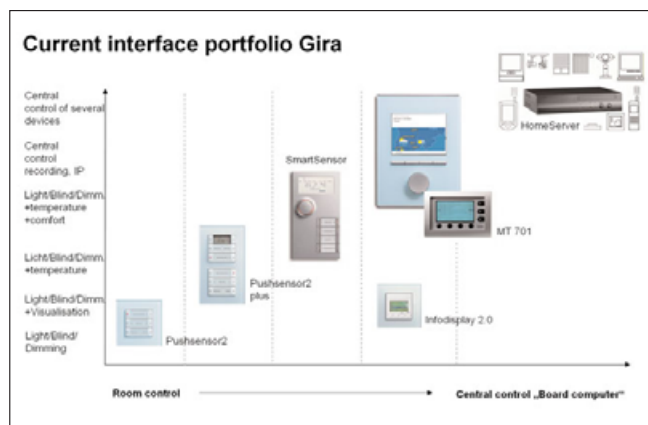 Current interface portfolio Gira
Central
control of several
devices
HomeServer
Central
control
recording, IP
SmartSensor
Light/Blind/Dimm.
+temperature
+comfort
MT 701
Licht/Blind/Dimm.
+temperature
Pushsensor2
plus
Light/Blind/Dimm.
+Visualisation
Infodisplay 2.0
Light/Blind/
Dimming
Pushsensor2
Room control
Central control „Board computer“